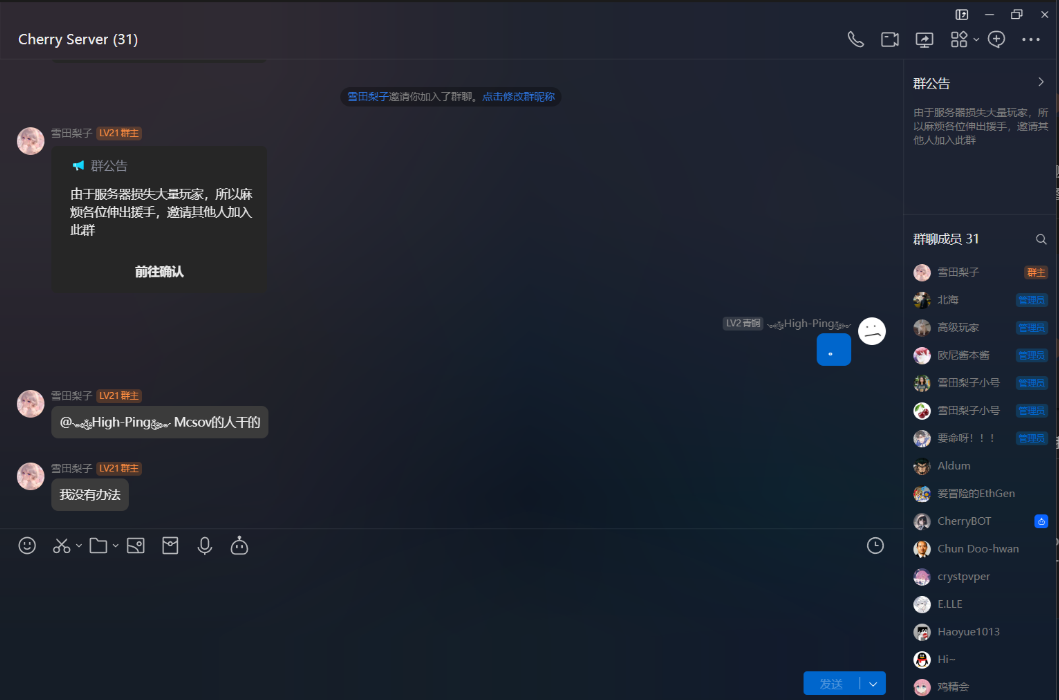 Cherry Server (31)
雪田梨子邀请你加入了群聊。点击修改群昵称
雪田梨子 LV21 群主
群公告
由于服务器损失大量玩家，所以麻
烦各位伸出援手，邀请其他人加入
此群
前往确认
LV2 青铜 High-Ping
。
雪田梨子 LV21 群主
@High-Ping Mcsov的人干的
雪田梨子 LV21 群主
我没有办法
发送
群公告
由于服务器损失大量玩家，所
以麻烦各位伸出援手，邀请其
他人加入此群
群聊成员 31
雪田梨子 群主
北海 管理员
高级玩家 管理员
欧尼酱本酱 管理员
雪田梨子小号 管理员
雪田梨子小号 管理员
要命呀！！！ 管理员
Aldum
爱冒险的EthGen
CherryBOT
Chun Doo-hwan
crystpvper
E.LLE
Haoyue1013
Hi~
鸡精会